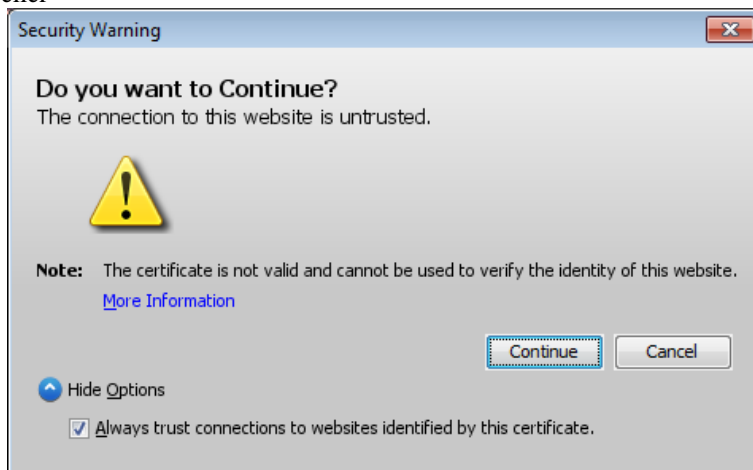 Security Warning
Do you want to Continue?
The connection to this website is untrusted.
Note: The certificate is not valid and cannot be used to verify the identity of this website.
More Information
Continue Cancel
Hide Options
Always trust connections to websites identified by this certificate.